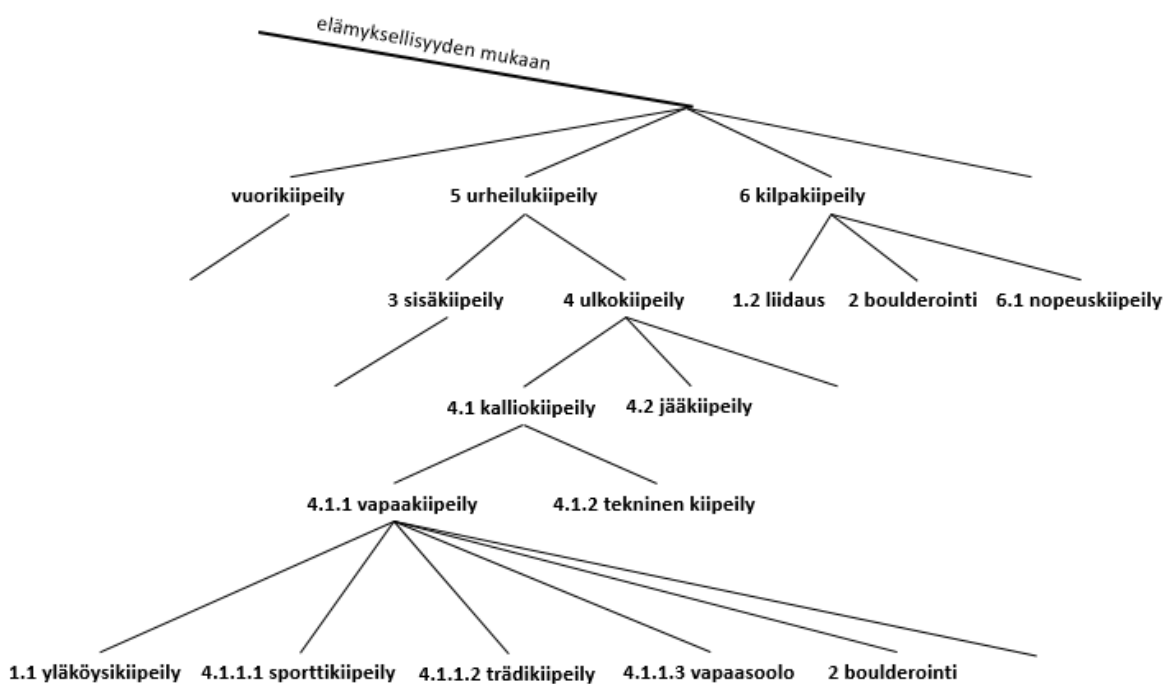 elämyksellisyyden mukaan
vuorikiipeily 5 urheilukiipeily 6 kilpakiipeily
3 sisäkiipeily 4 ulkokiipeily 1.2 liidaus 2 boulderointi 6.1 nopeuskiipeily
4.1 kalliokiipeily 4.2 jääkiipeily
4.1.1 vapaakiipeily 4.1.2 tekninen kiipeily
1.1 yläköysikiipeily 4.1.1.1 sporttikiipeily 4.1.1.2 trädikiipeily 4.1.1.3 vapaasoolo 2 boulderointi